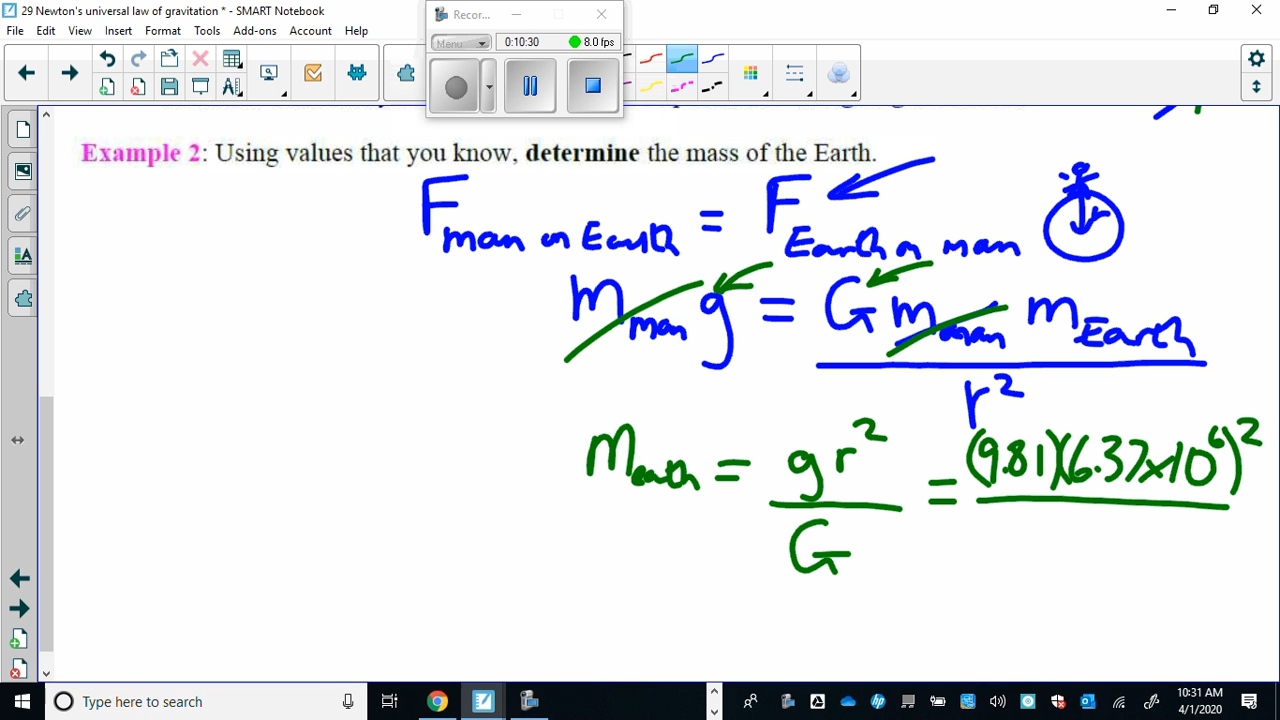 29 Newton's universal law of gravitation * - SMART Notebook
Recor...
File Edit View Insert Format Tools Add-ons Account Help
Menu 0:10:30 8.0 fps
Example 2: Using values that you know, determine the mass of the Earth.
F man on Earth = F Earth on man
r
m man g = G m man m Earth
r²
m earth = g r² = (9.81)(6.37x10⁶)²
G
Type here to search
10:31 AM
4/1/2020